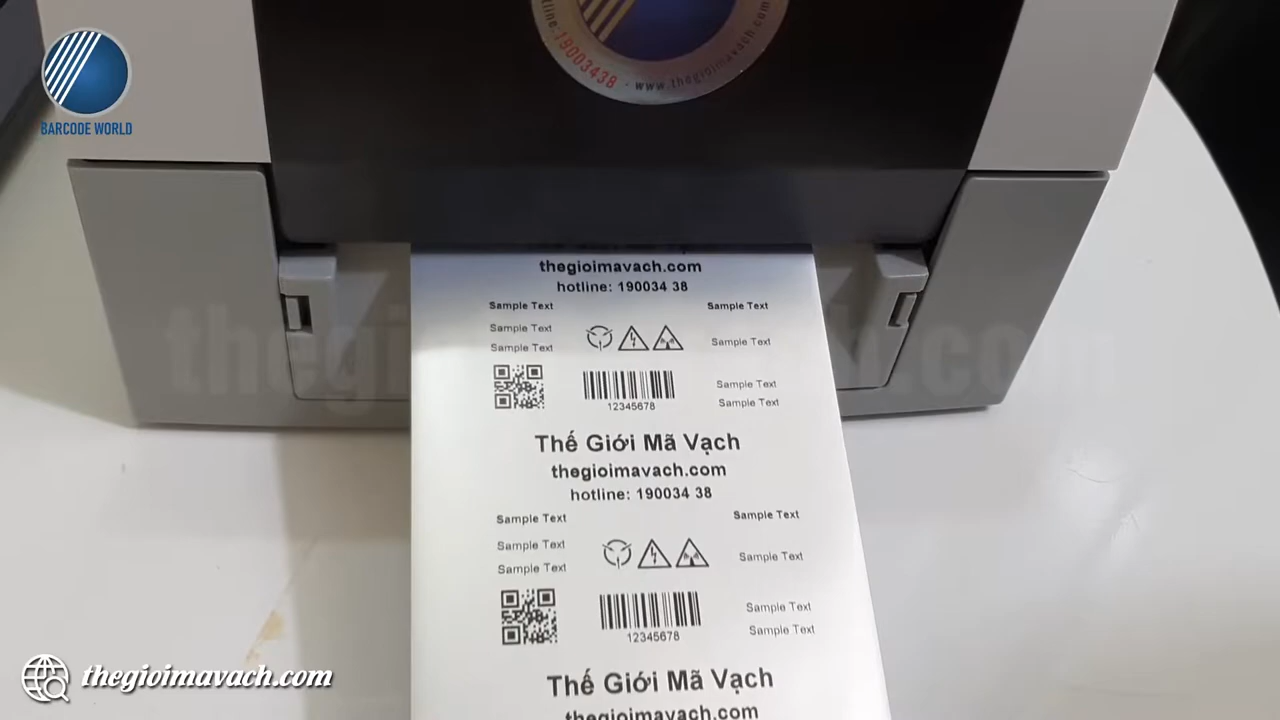 BARCODE WORLD
hotline: 19003438 - www.thegioimavach.com
thegioimavach.com
hotline: 190034 38
Sample Text Sample Text
Sample Text
Sample Text Sample Text
Sample Text
12345678 Sample Text
Thế Giới Mã Vạch
thegioimavach.com
hotline: 190034 38
Sample Text Sample Text
Sample Text Sample Text
Sample Text
Sample Text
12345678 Sample Text
Thế Giới Mã Vạch
thegioimavach.com
thegioimavach.com
thegioimavach.com